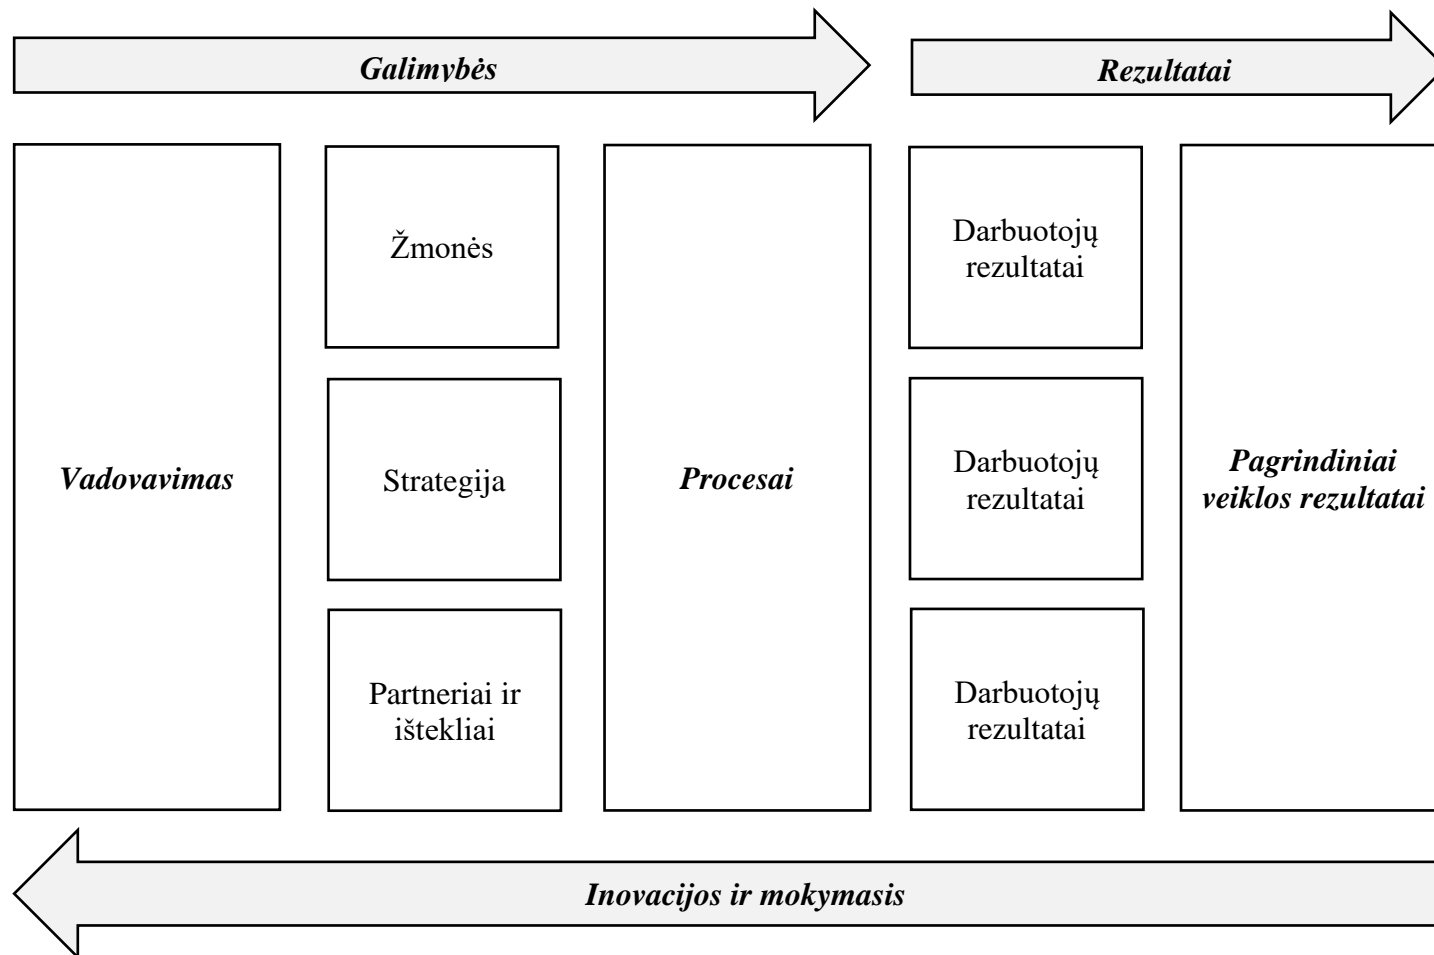 Galimybės
Rezultatai
Vadovavimas
Žmonės
Strategija
Partneriai ir
ištekliai
Procesai
Darbuotojų
rezultatai
Darbuotojų
rezultatai
Darbuotojų
rezultatai
Pagrindiniai
veiklos rezultatai
Inovacijos ir mokymasis